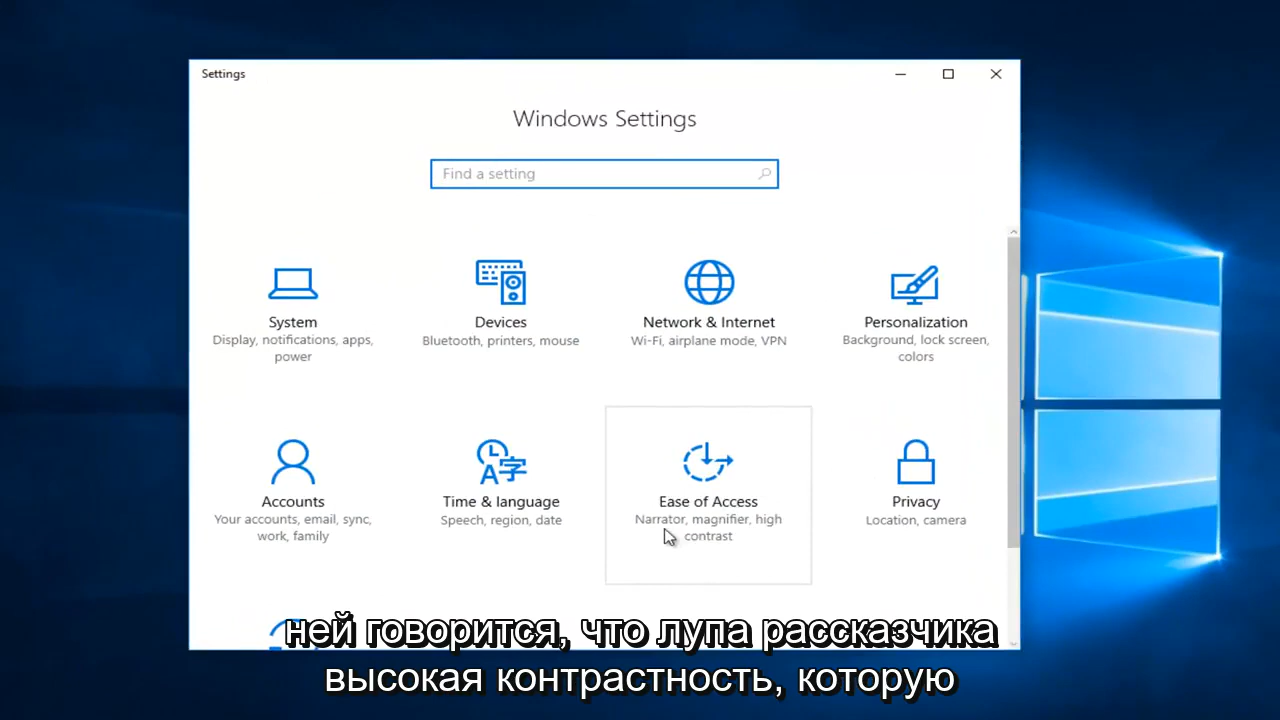 Settings
Windows Settings
Find a setting
System
Display, notifications, apps,
power
Devices
Bluetooth, printers, mouse
Network & Internet
Wi-Fi, airplane mode, VPN
Personalization
Background, lock screen,
colors
Accounts
Your accounts, email, sync,
work, family
Time & language
Speech, region, date
Ease of Access
Narrator, magnifier, high
contrast
Privacy
Location, camera
ней говорится, что лупа рассказчика
высокая контрастность, которую